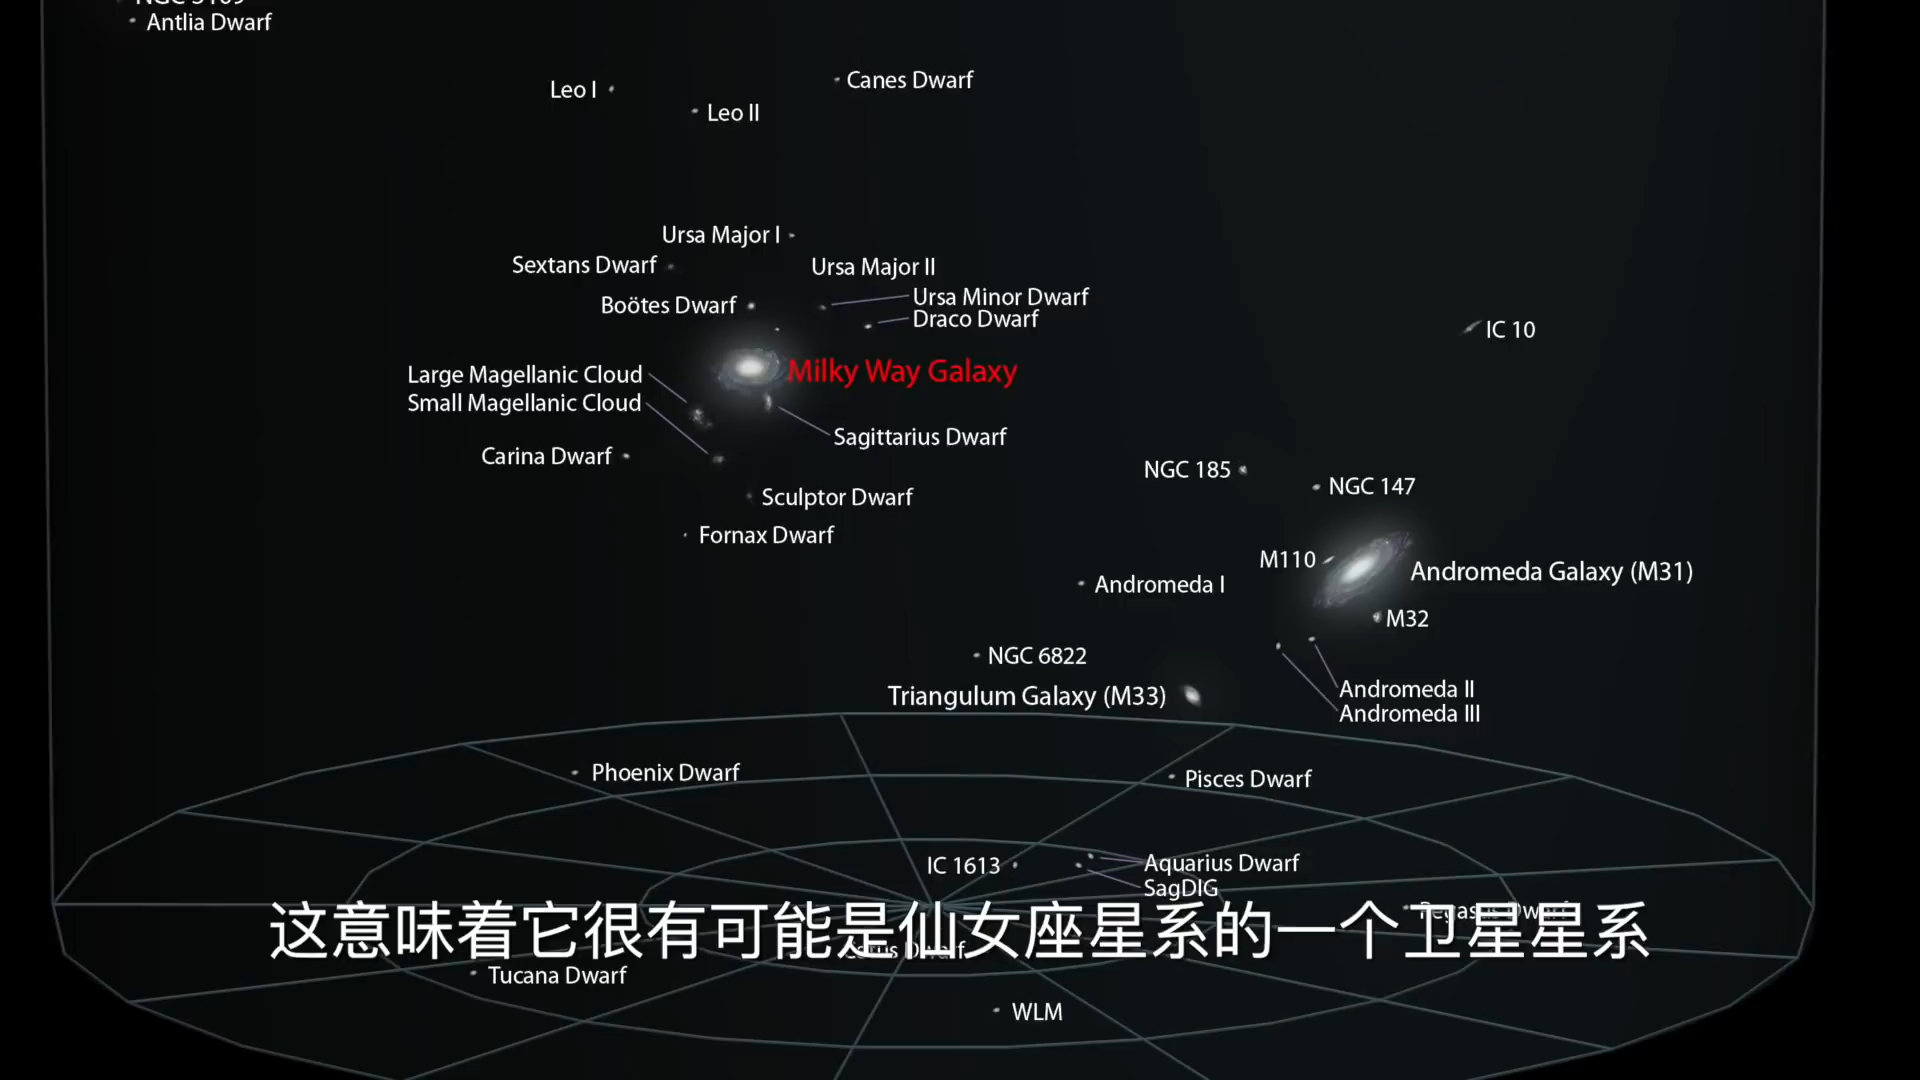 Antlia Dwarf
Canes Dwarf
Leo I
Leo II
Ursa Major I
Sextans Dwarf
Ursa Major II
Ursa Minor Dwarf
Boötes Dwarf
Draco Dwarf
IC 10
Milky Way Galaxy
Large Magellanic Cloud
Small Magellanic Cloud
Sagittarius Dwarf
Carina Dwarf
NGC 185
NGC 147
Sculptor Dwarf
Fornax Dwarf
M110
Andromeda Galaxy (M31)
Andromeda I
M32
NGC 6822
Andromeda II
Triangulum Galaxy (M33)
Andromeda III
Phoenix Dwarf
Pisces Dwarf
IC 1613
Aquarius Dwarf
SagDIG
Pegasus Dwarf
这意味着它很有可能是仙女座星系的一个卫星星系
Tucana Dwarf
WLM